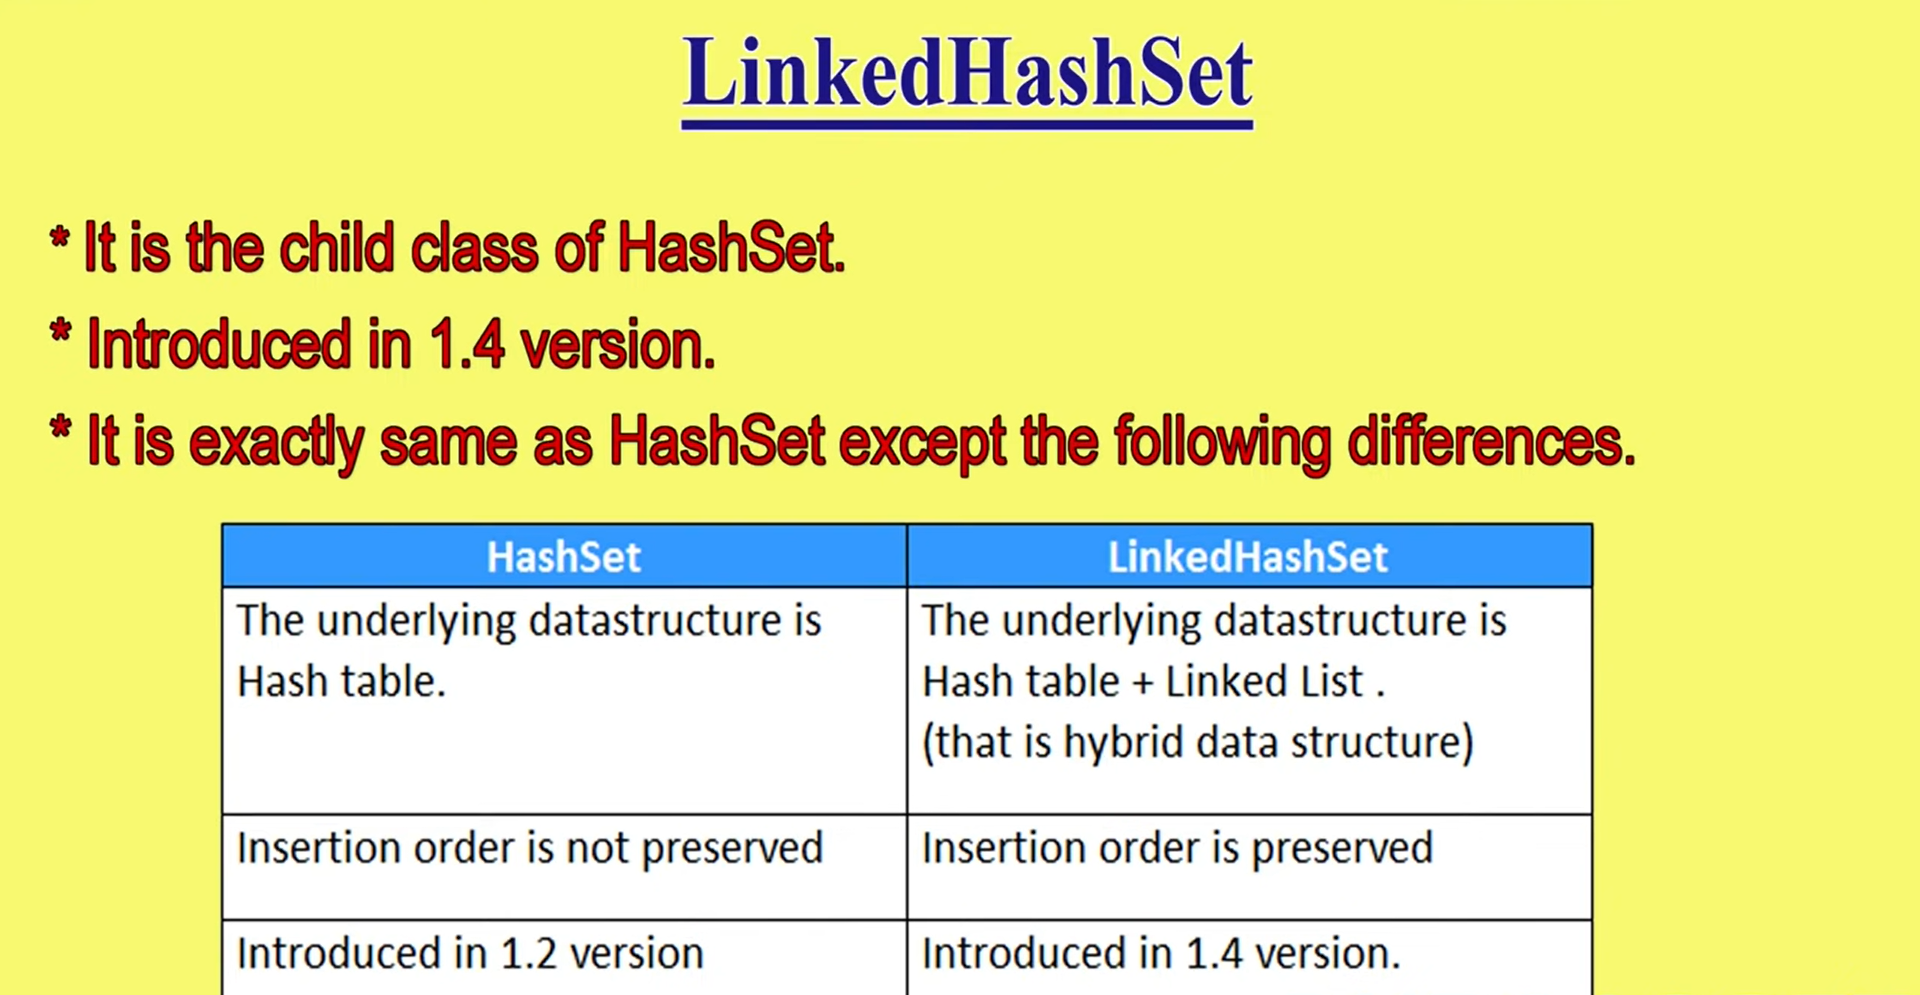 LinkedHashSet
* It is the child class of HashSet.
* Introduced in 1.4 version.
* It is exactly same as HashSet except the following differences.
HashSet
LinkedHashSet
The underlying datastructure is
Hash table.
The underlying datastructure is
Hash table + Linked List .
(that is hybrid data structure)
Insertion order is not preserved
Insertion order is preserved
Introduced in 1.2 version
Introduced in 1.4 version.